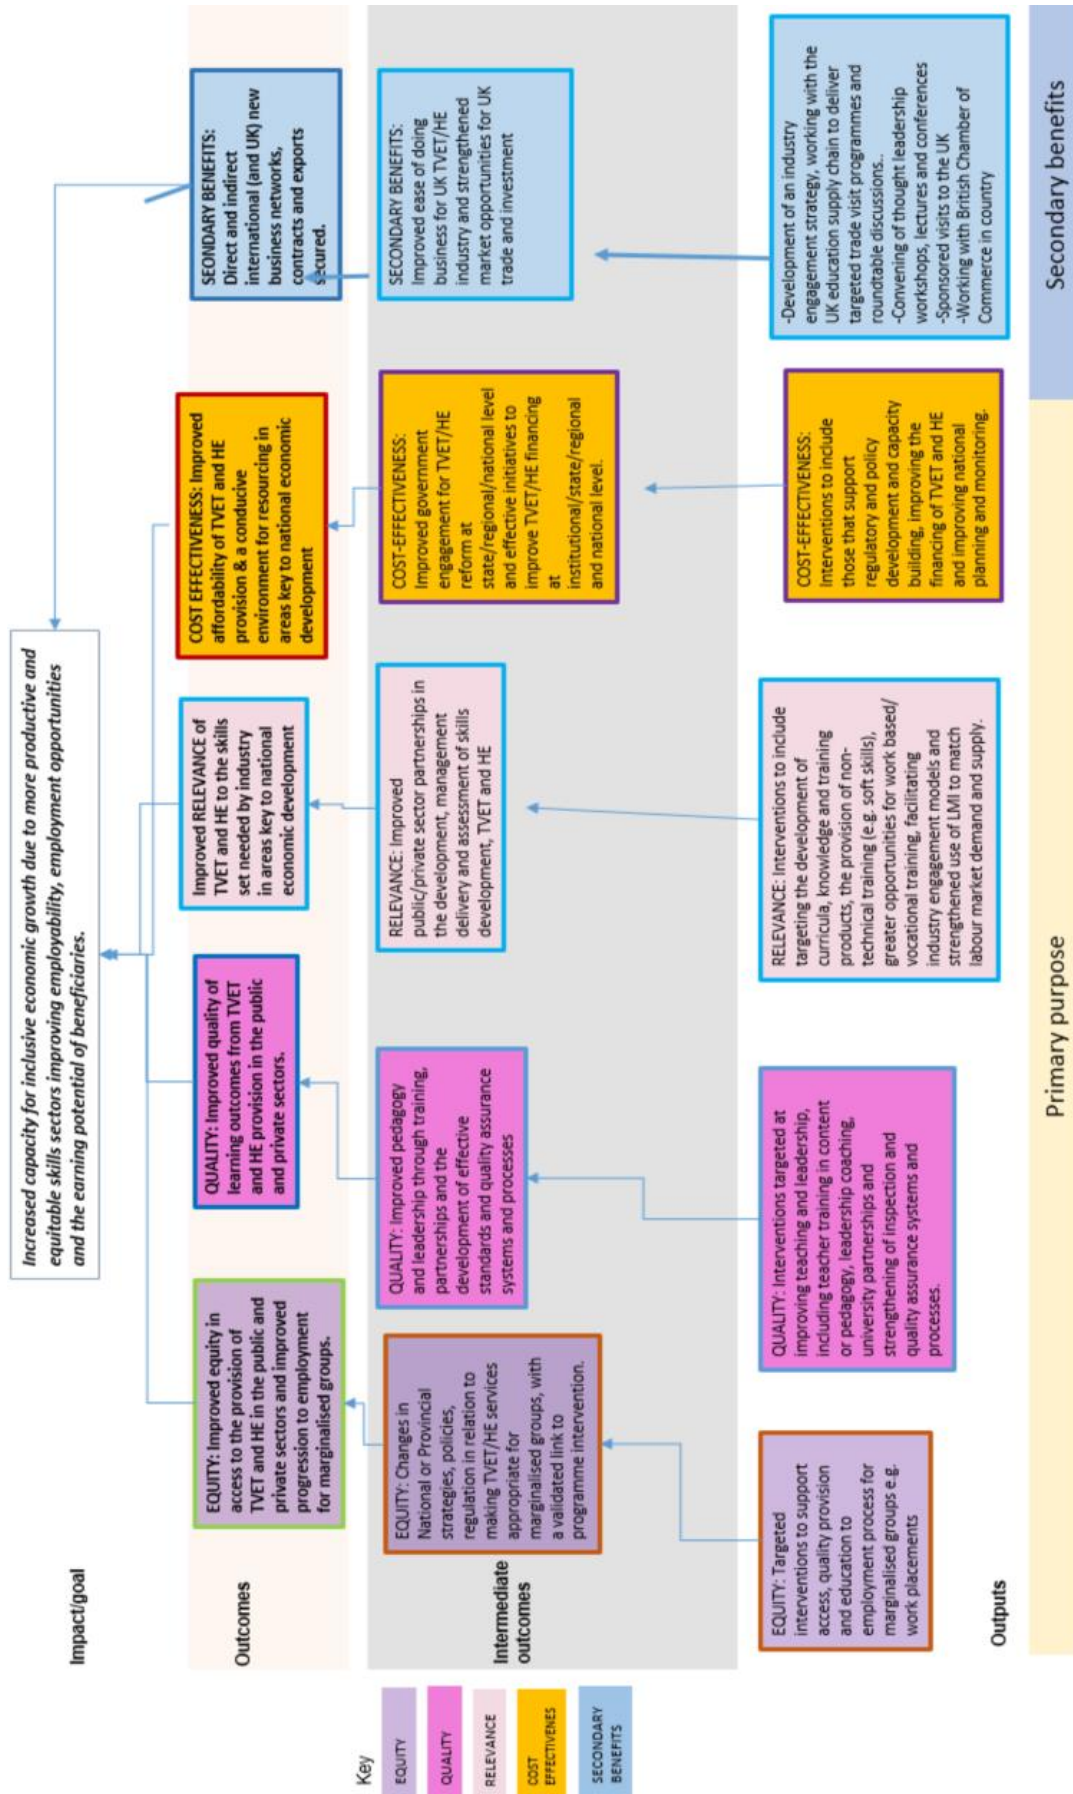 Impact/goal
Increased capacity for inclusive economic growth due to more productive and
equitable skills sectors improving employability, employment opportunities
and the earning potential of beneficiaries.
Outcomes
EQUITY: Improved equity in
access to the provision of
TVET and HE in the public and
private sectors and improved
progression to employment
for marginalised groups.
QUALITY: Improved quality of
learning outcomes from TVET
and HE provision in the public
and private sectors.
Improved RELEVANCE of
TVET and HE to the skills
set needed by industry
in areas key to national
economic development
COST EFFECTIVENESS: Improved
affordability of TVET and HE
provision & a conducive
environment for resourcing in
areas key to national economic
development
SEONDARY BENEFITS:
Direct and indirect
international (and UK) new
business networks,
contracts and exports
secured.
Intermediate
outcomes
EQUITY: Changes in
National or Provincial
strategies, policies,
regulation in relation to
making TVET/HE services
appropriate for
marginalised groups, with
a validated link to
programme intervention.
QUALITY: Improved pedagogy
and leadership through training,
partnerships and the
development of effective
standards and quality assurance
systems and processes
RELEVANCE: Improved
public/private sector partnerships in
the development, management
delivery and assessment of skills
development, TVET and HE
COST-EFFECTIVENESS:
Improved government
engagement for TVET/HE
reform at
state/regional/national level
and effective initiatives to
improve TVET/HE financing
at
institutional/state/regional
and national level.
SECONDARY BENEFITS:
Improved ease of doing
business for UK TVET/HE
industry and strengthened
market opportunities for UK
trade and investment
Outputs
EQUITY: Targeted
interventions to support
access, quality provision
and education to
employment process for
marginalised groups e.g.
work placements
QUALITY: Interventions targeted at
improving teaching and leadership,
including teacher training in content
or pedagogy, leadership coaching,
university partnerships and
strengthening of inspection and
quality assurance systems and
processes.
RELEVANCE: Interventions to include
targeting the development of
curricula, knowledge and training
products, the provision of non-
technical training (e.g. soft skills),
greater opportunities for work based/
vocational training, facilitating
industry engagement models and
strengthened use of LMI to match
labour market demand and supply.
COST-EFFECTIVENESS:
Interventions to include
those that support
regulatory and policy
development and capacity
building, improving the
financing of TVET and HE
and improving national
planning and monitoring.
-Development of an industry
engagement strategy, working with the
UK education supply chain to deliver
targeted trade visit programmes and
roundtable discussions..
-Convening of thought leadership
workshops, lectures and conferences
-Sponsored visits to the UK
-Working with British Chamber of
Commerce in country
Primary purpose
Secondary benefits
Key
EQUITY
QUALITY
RELEVANCE
COST
EFFECTIVENES
SECONDARY
BENEFITS